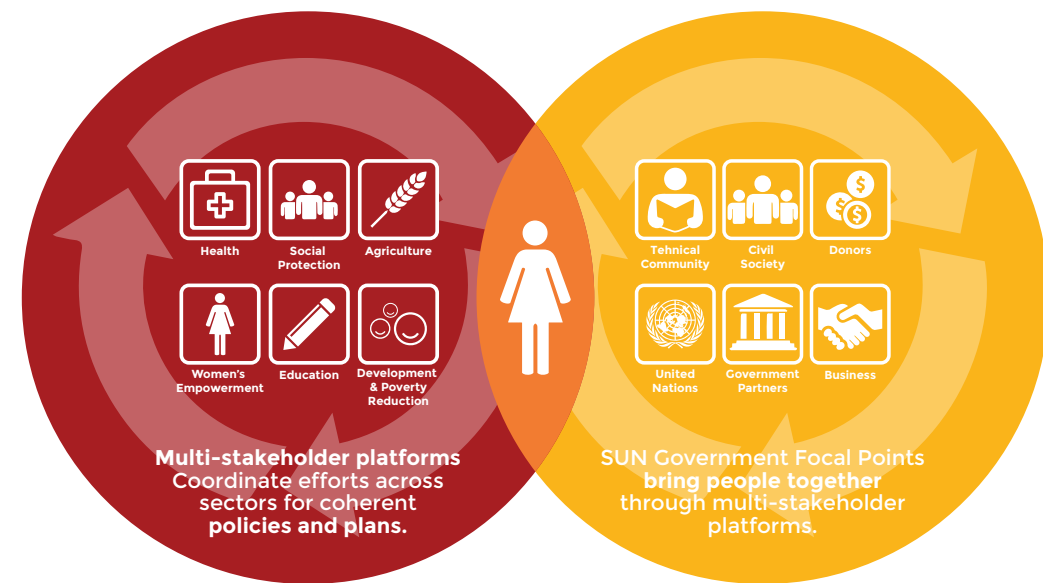 Health
Social
Protection
Agriculture
Women's
Empowerment
Education
Development
& Poverty
Reduction
Multi-stakeholder platforms
Coordinate efforts across
sectors for coherent
policies and plans.
Tehnical
Community
Civil
Society
Donors
United
Nations
Government
Partners
Business
SUN Government Focal Points
bring people together
through multi-stakeholder
platforms.